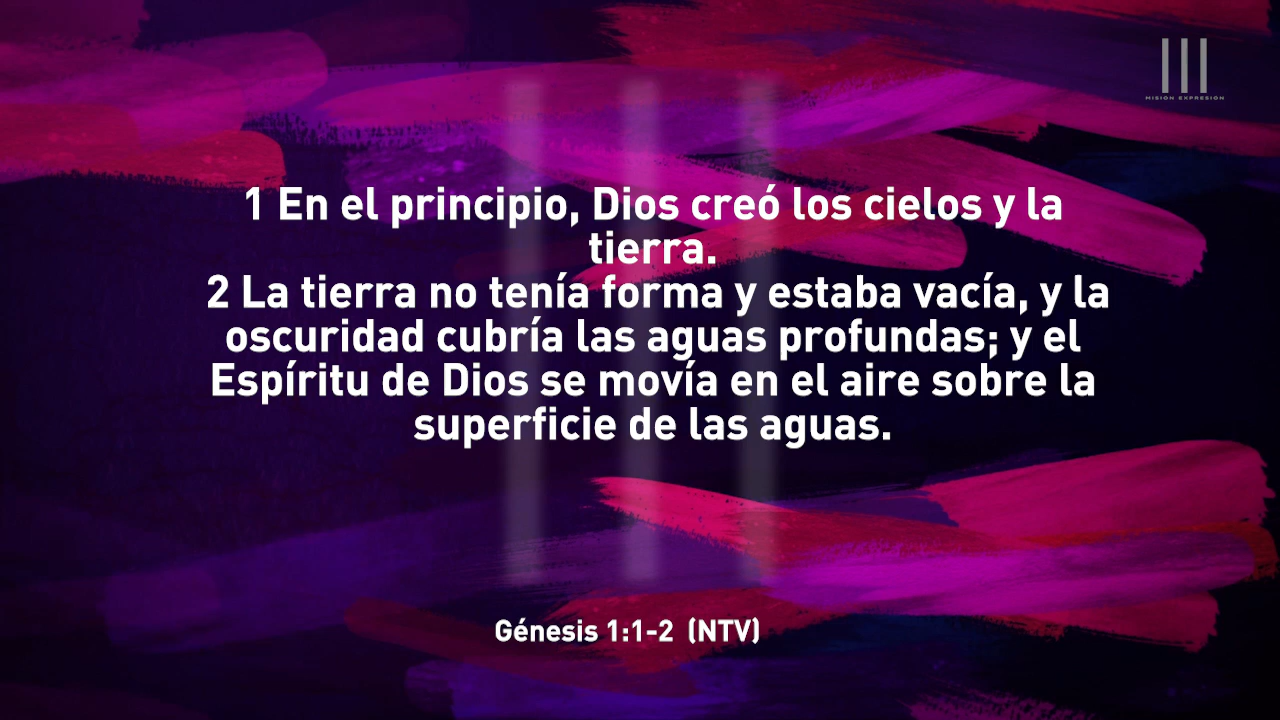 MISION EXPRESION
1 En el principio, Dios creó los cielos y la
tierra.
2 La tierra no tenía forma y estaba vacía, y la
oscuridad cubría las aguas profundas; y el
Espíritu de Dios se movía en el aire sobre la
superficie de las aguas.
Génesis 1:1-2 (NTV)